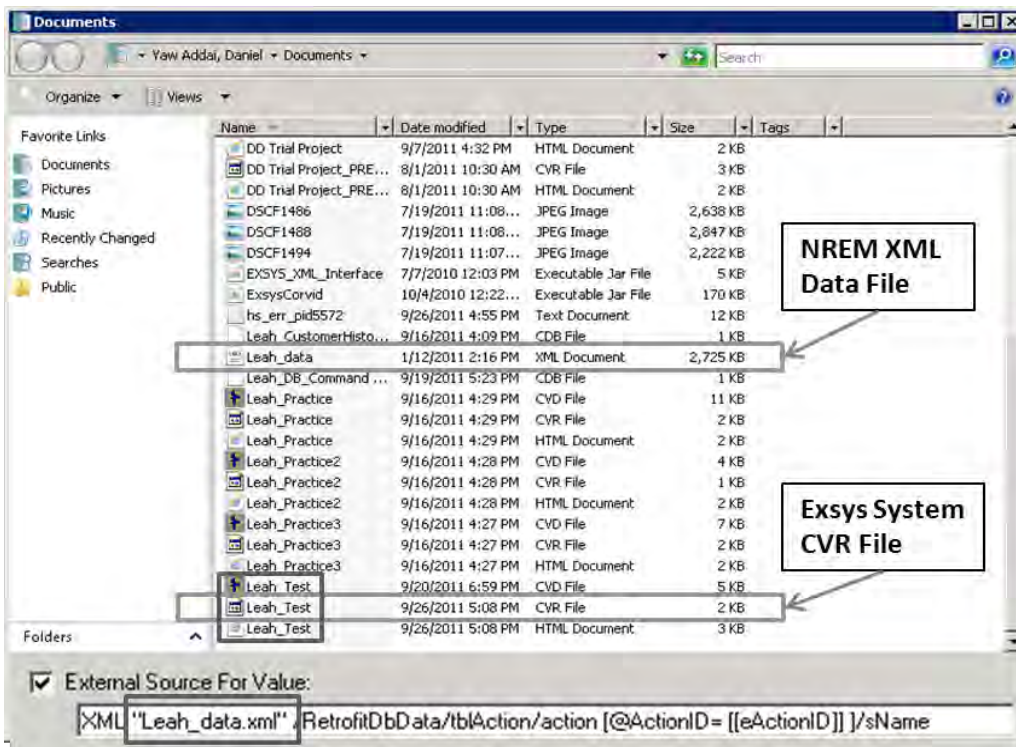 Documents
Yaw Addai, Daniel Documents
Search
Organize Views
Favorite Links
Documents
Pictures
Music
Recently Changed
Searches
Public
Folders
Name Date modified Type Size Tags
DD Trial Project 9/7/2011 4:32 PM HTML Document 2 KB
DD Trial Project_PRE... 8/1/2011 10:30 AM CVR File 3 KB
DD Trial Project_PRE... 8/1/2011 10:30 AM HTML Document 2 KB
DSCF1486 7/19/2011 11:08... JPEG Image 2,638 KB
DSCF1488 7/19/2011 11:08... JPEG Image 2,847 KB
DSCF1494 7/19/2011 11:07... JPEG Image 2,222 KB
EXSYS_XML_Interface 7/7/2010 12:03 PM Executable Jar File 5 KB
ExsysCorvid 10/4/2010 12:22... Executable Jar File 170 KB
hs_err_pid5572 9/26/2011 4:55 PM Text Document 12 KB
Leah_CustomerHisto... 9/16/2011 4:09 PM CDB File 1 KB
Leah_data 1/12/2011 2:16 PM XML Document 2,725 KB
Leah_DB_Command ... 9/19/2011 5:23 PM CDB File 1 KB
Leah_Practice 9/16/2011 4:29 PM CVD File 11 KB
Leah_Practice 9/16/2011 4:29 PM CVR File 2 KB
Leah_Practice 9/16/2011 4:29 PM HTML Document 2 KB
Leah_Practice2 9/16/2011 4:28 PM CVD File 4 KB
Leah_Practice2 9/16/2011 4:28 PM CVR File 1 KB
Leah_Practice2 9/16/2011 4:28 PM HTML Document 2 KB
Leah_Practice3 9/16/2011 4:27 PM CVD File 7 KB
Leah_Practice3 9/16/2011 4:27 PM CVR File 2 KB
Leah_Practice3 9/16/2011 4:27 PM HTML Document 2 KB
Leah_Test 9/20/2011 6:59 PM CVD File 5 KB
Leah_Test 9/26/2011 5:08 PM CVR File 2 KB
Leah_Test 9/26/2011 5:08 PM HTML Document 3 KB
NREM XML
Data File
Exsys System
CVR File
External Source For Value:
XML "Leah_data.xml" /RetrofitDbData/tblAction/action [@ActionID= [[eActionID]] ]/sName